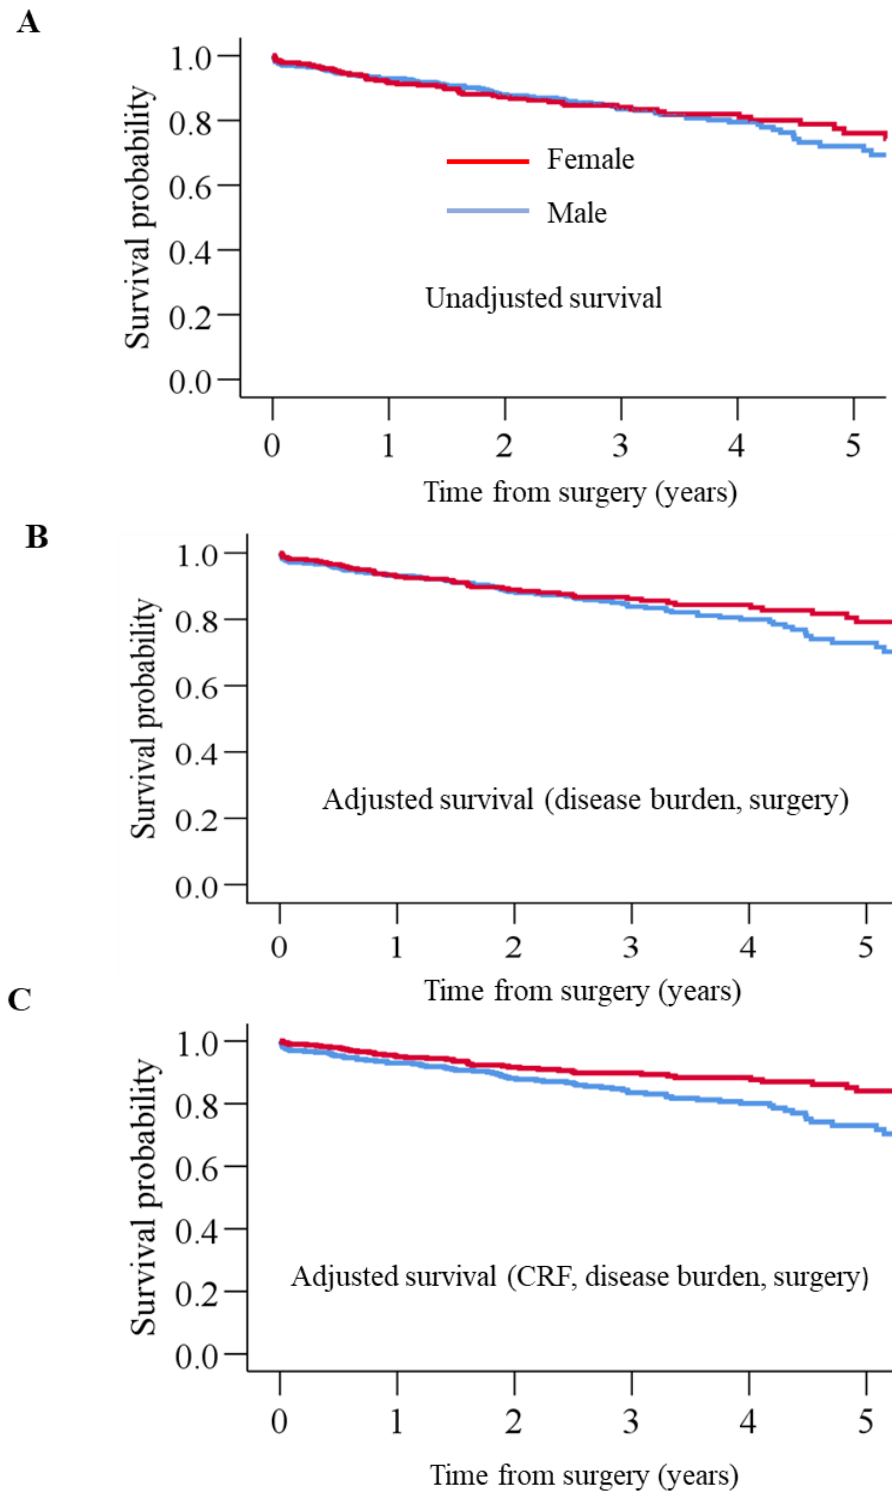 A
Survival probability
1.0
0.8
0.6
0.4
0.2
0.0
Female
Male
Unadjusted survival
0 1 2 3 4 5
Time from surgery (years)
B
Survival probability
1.0
0.8
0.6
0.4
0.2
0.0
Adjusted survival (disease burden, surgery)
0 1 2 3 4 5
Time from surgery (years)
C
Survival probability
1.0
0.8
0.6
0.4
0.2
0.0
Adjusted survival (CRF, disease burden, surgery)
0 1 2 3 4 5
Time from surgery (years)